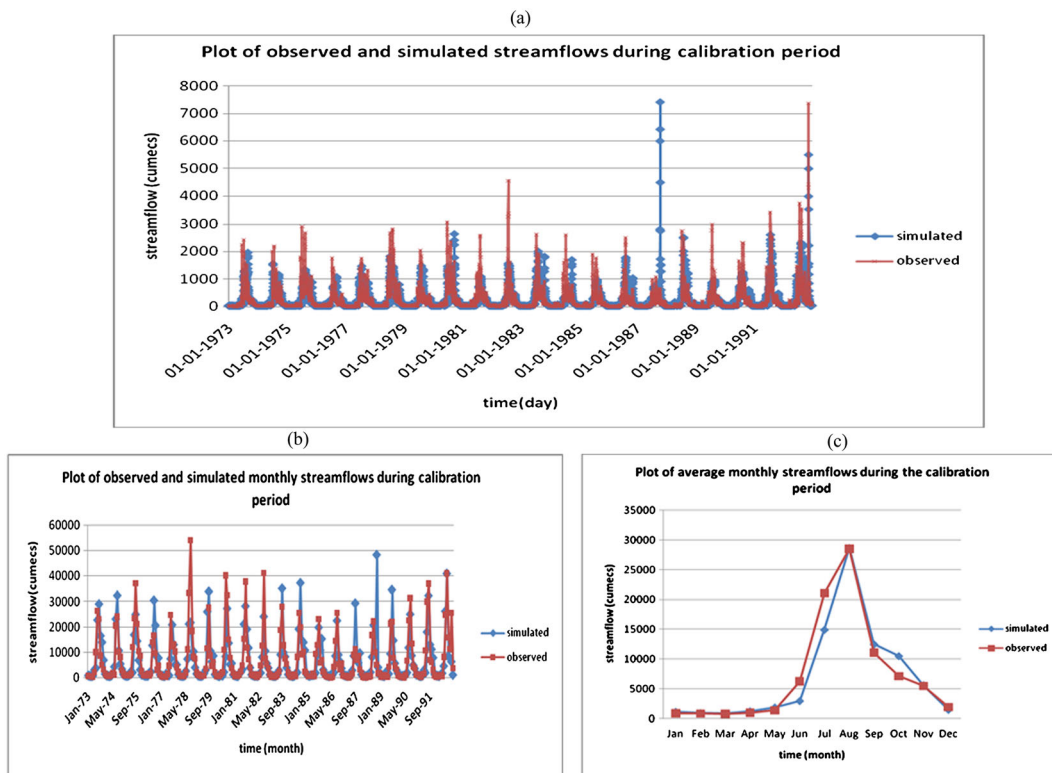 (a)
Plot of observed and simulated streamflows during calibration period
streamflow (cumecs)
8000
7000
6000
5000
4000
3000
2000
1000
0
01-01-1973
01-01-1975
01-01-1977
01-01-1979
01-01-1981
01-01-1983
01-01-1985
01-01-1987
01-01-1989
01-01-1991
time(day)
simulated
observed
(b)
Plot of observed and simulated monthly streamflows during calibration
period
streamflow(cumecs)
60000
50000
40000
30000
20000
10000
0
Jan-73
May-74
Sep-75
Jan-77
May-78
Sep-79
Jan-81
May-82
Sep-83
Jan-85
May-86
Sep-87
Jan-89
May-90
Sep-91
time (month)
simulated
observed
(c)
Plot of average monthly streamflows during the calibration
period
streamflow(cumecs)
35000
30000
25000
20000
15000
10000
5000
0
Jan Feb Mar Apr May Jun Jul Aug Sep Oct Nov Dec
time (month)
simulated
observed